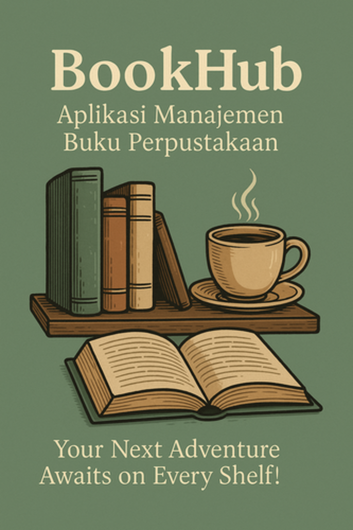 BookHub
Aplikasi Manajemen
Buku Perpustakaan
Your Next Adventure
Awaits on Every Shelf!